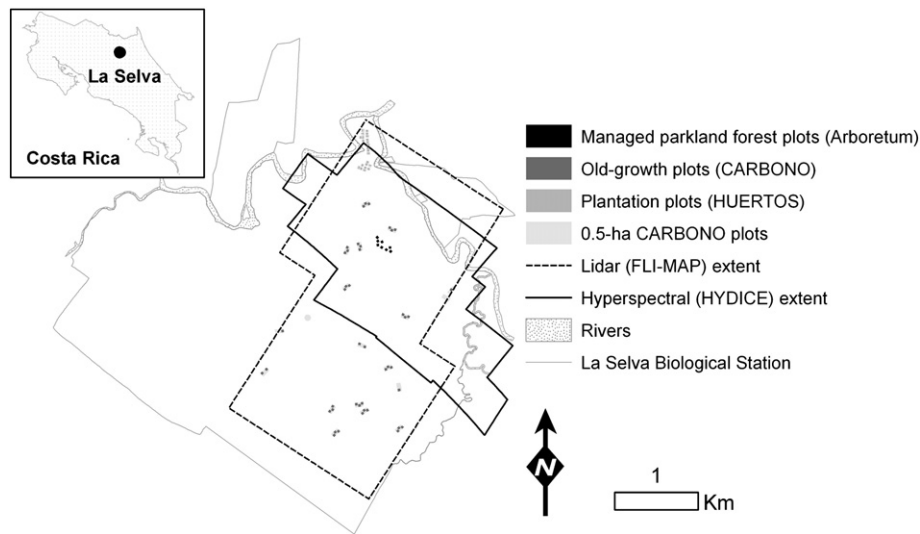 La Selva
Costa Rica
Managed parkland forest plots (Arboretum)
Old-growth plots (CARBONO)
Plantation plots (HUERTOS)
0.5-ha CARBONO plots
Lidar (FLI-MAP) extent
Hyperspectral (HYDICE) extent
Rivers
La Selva Biological Station
N
1
Km